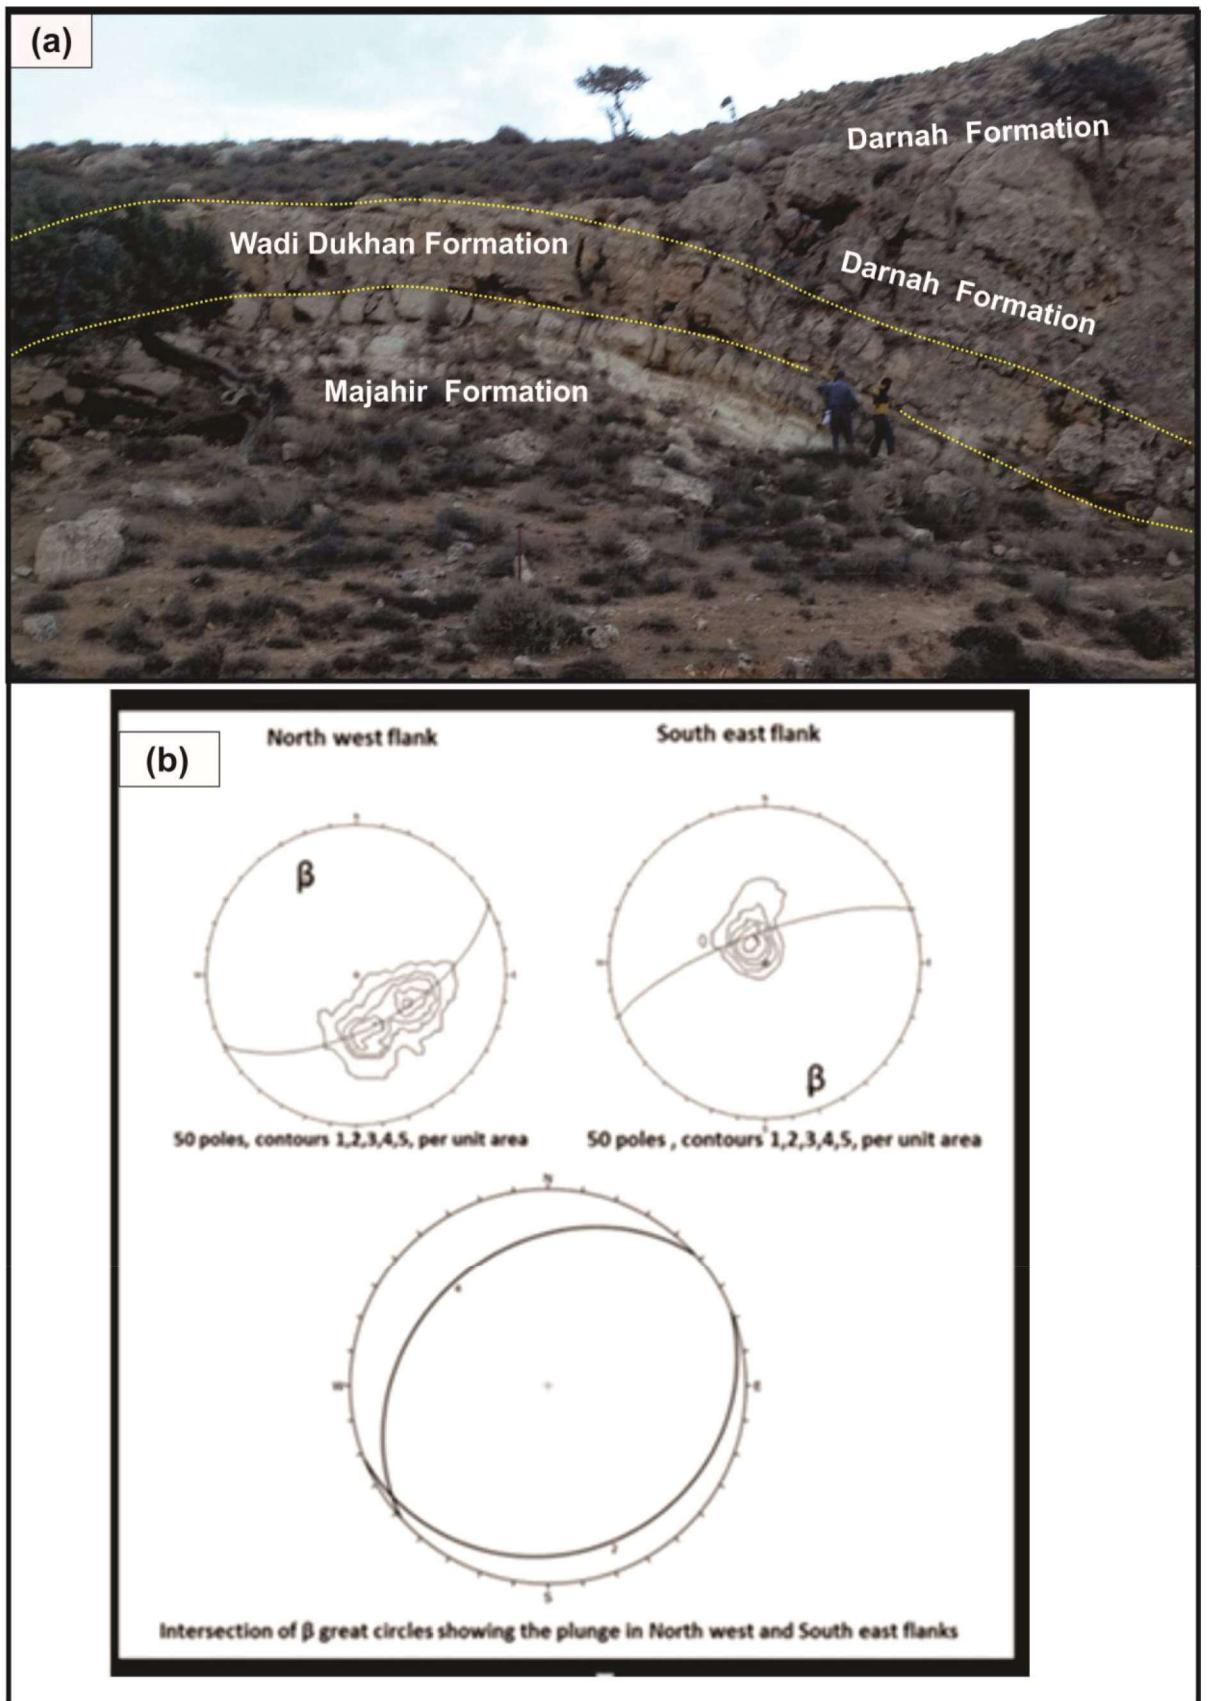 (a)
Darnah Formation
Wadi Dukhan Formation
Darnah Formation
Majahir Formation
(b)
North west flank
South east flank
β
β
50 poles, contours 1,2,3,4,5, per unit area
50 poles , contours 1,2,3,4,5, per unit area
N
W
E
2
S
Intersection of β great circles showing the plunge in North west and South east flanks